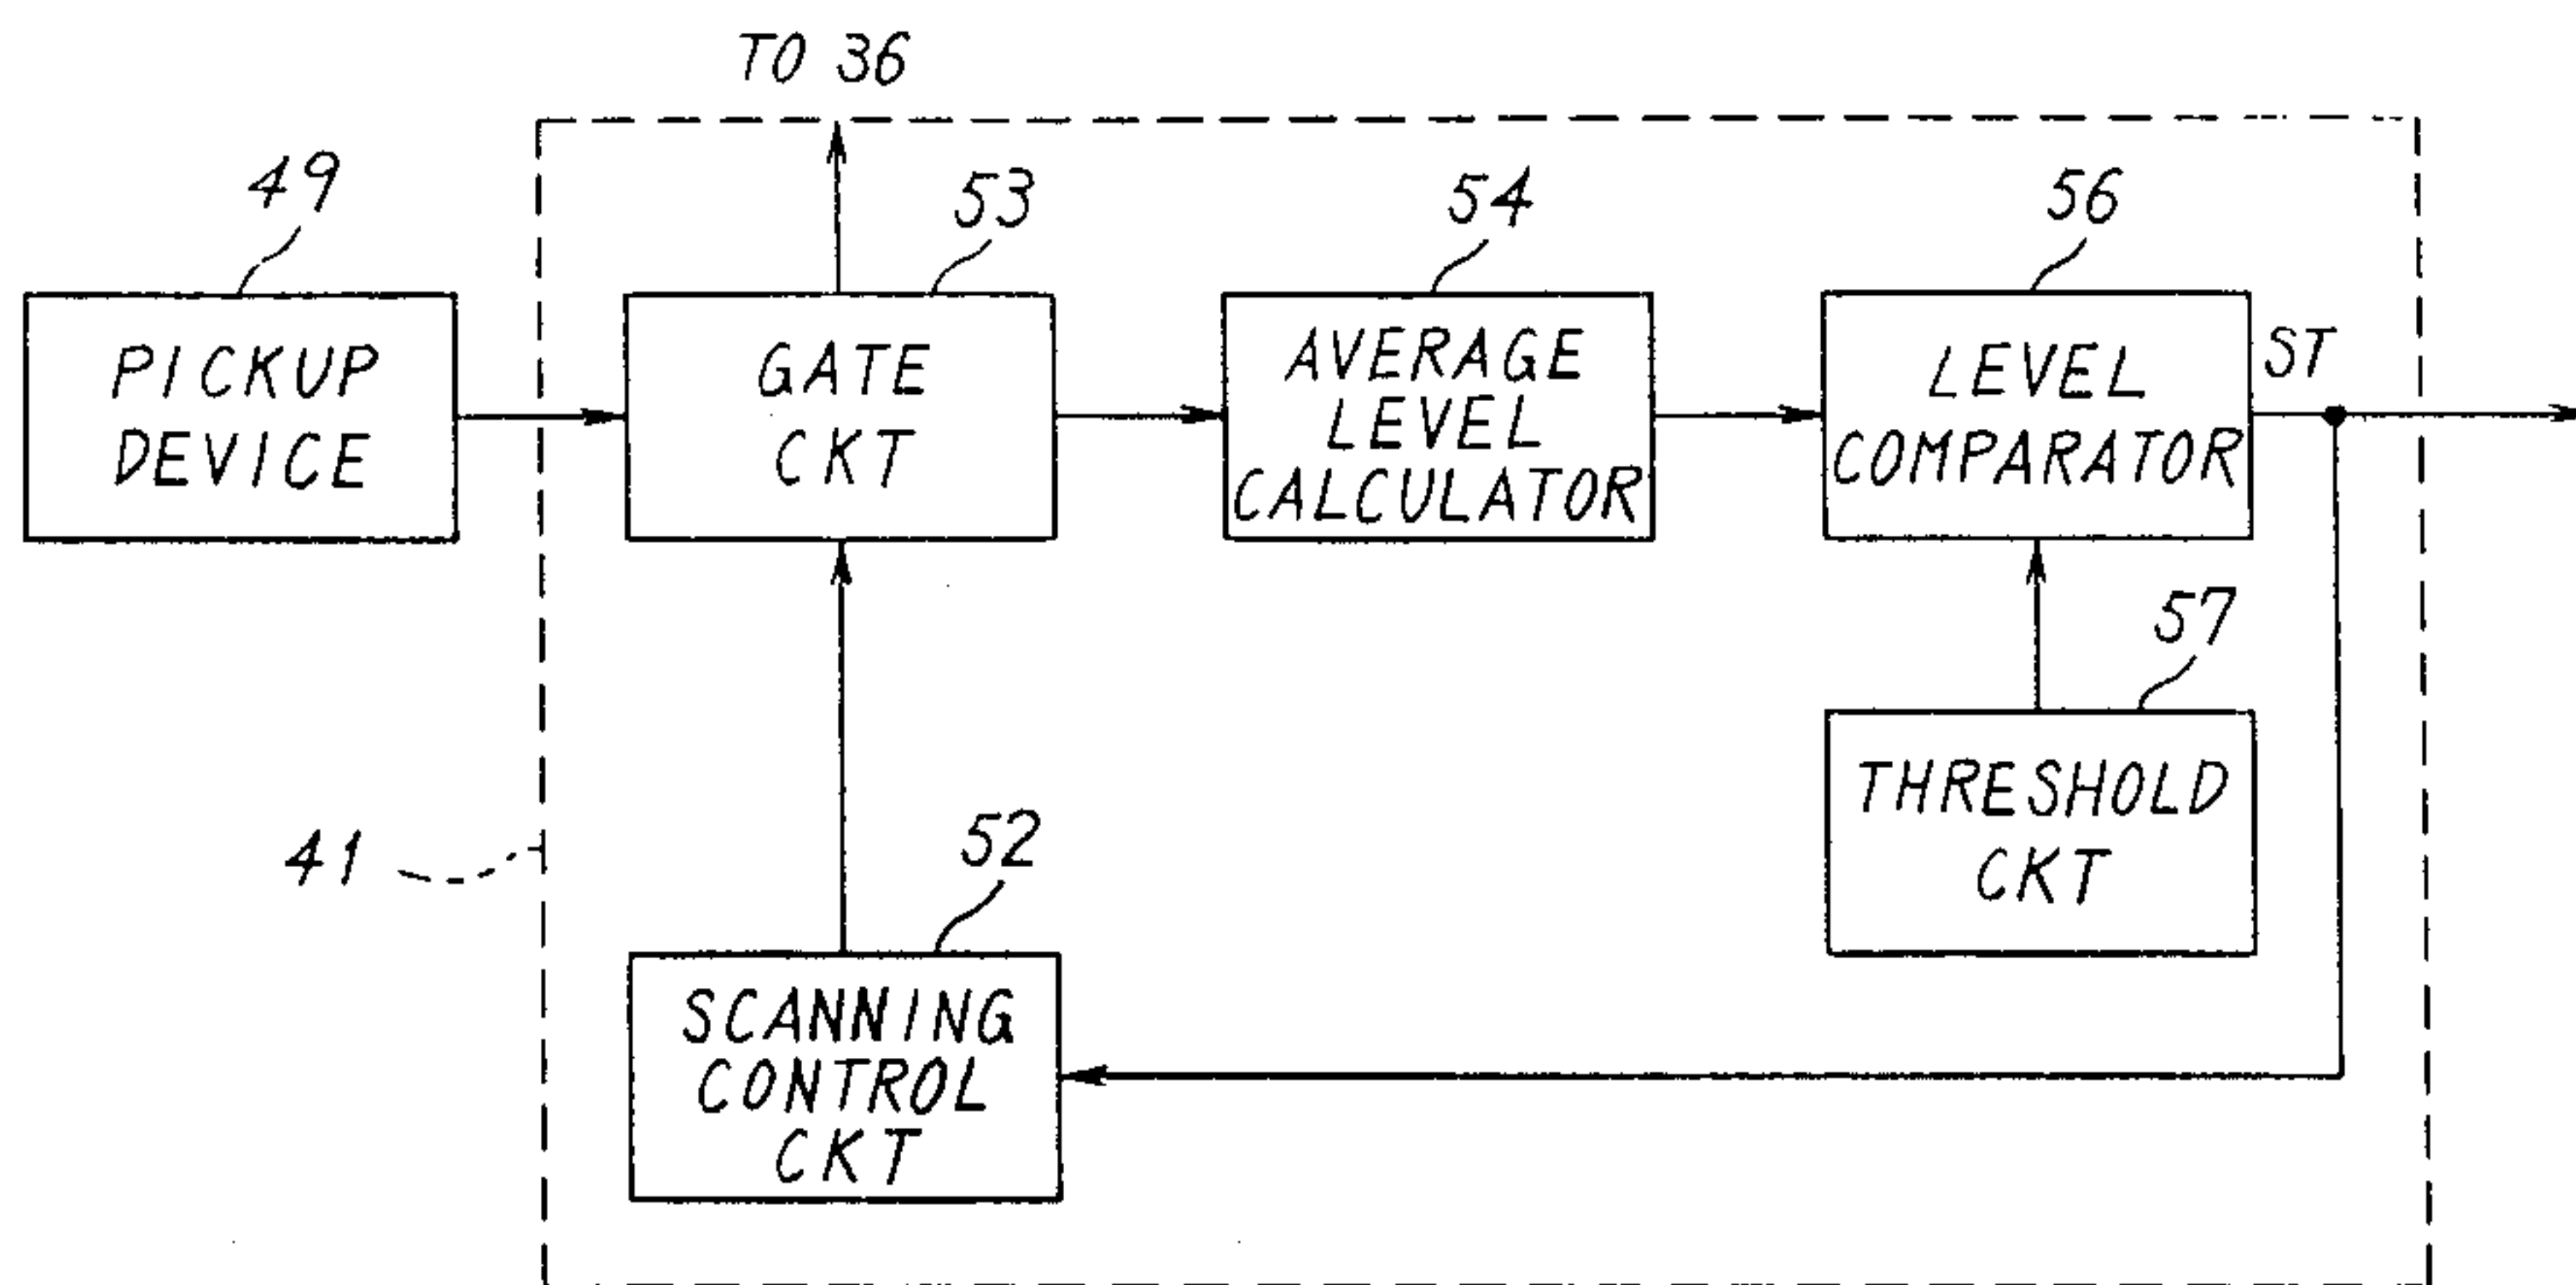 TO 36
49
53
54
56
PICKUP
DEVICE
GATE
CKT
AVERAGE
LEVEL
CALCULATOR
LEVEL
COMPARATOR
ST
57
THRESHOLD
CKT
41
52
SCANNING
CONTROL
CKT